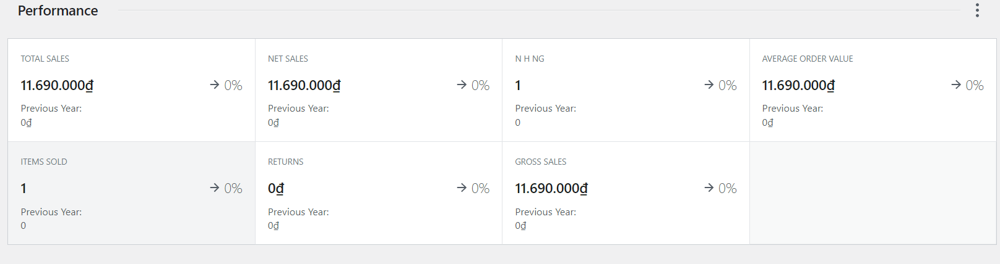 Performance
TOTAL SALES
11.690.000₫
→ 0%
Previous Year:
0₫
NET SALES
11.690.000₫
→ 0%
Previous Year:
0₫
N H NG
1
→ 0%
Previous Year:
0
AVERAGE ORDER VALUE
11.690.000₫
→ 0%
Previous Year:
0₫
ITEMS SOLD
1
→ 0%
Previous Year:
0
RETURNS
0₫
→ 0%
Previous Year:
0₫
GROSS SALES
11.690.000₫
→ 0%
Previous Year:
0₫